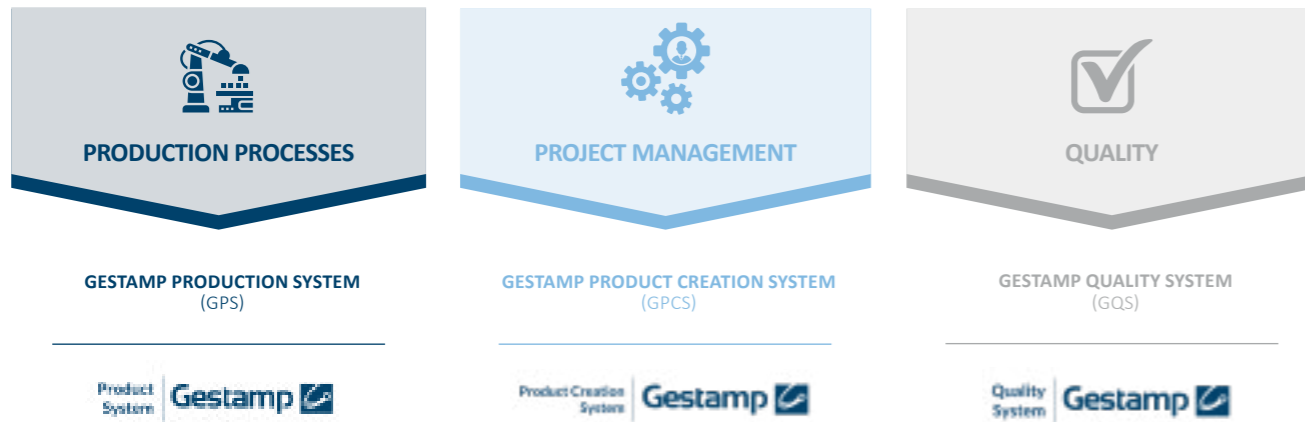 PRODUCTION PROCESSES
GESTAMP PRODUCTION SYSTEM
(GPS)
Product
System
Gestamp
PROJECT MANAGEMENT
GESTAMP PRODUCT CREATION SYSTEM
(GPCS)
Product Creation
System
Gestamp
QUALITY
GESTAMP QUALITY SYSTEM
(GQS)
Quality
System
Gestamp